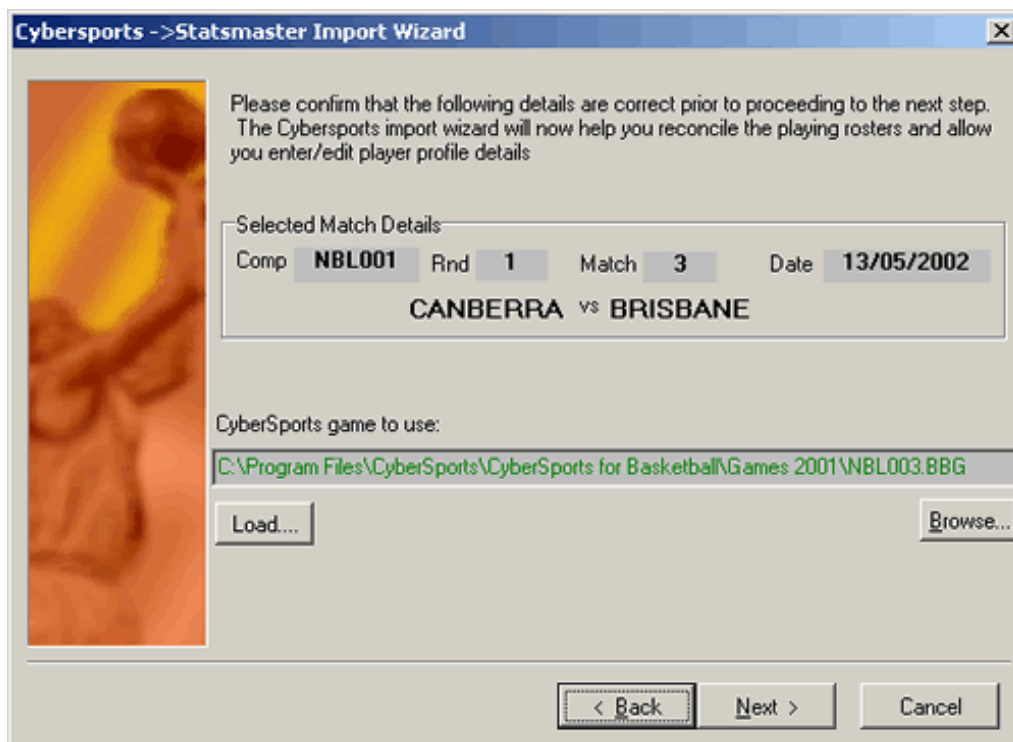 Cybersports ->Statsmaster Import Wizard
Please confirm that the following details are correct prior to proceeding to the next step.
The Cybersports import wizard will now help you reconcile the playing rosters and allow
you enter/edit player profile details
Selected Match Details
Comp NBL001 Rnd 1 Match 3 Date 13/05/2002
CANBERRA vs BRISBANE
CyberSports game to use:
C:\Program Files\CyberSports\CyberSports for Basketball\Games 2001\NBL003.BBG
Load.... Browse...
< Back Next > Cancel